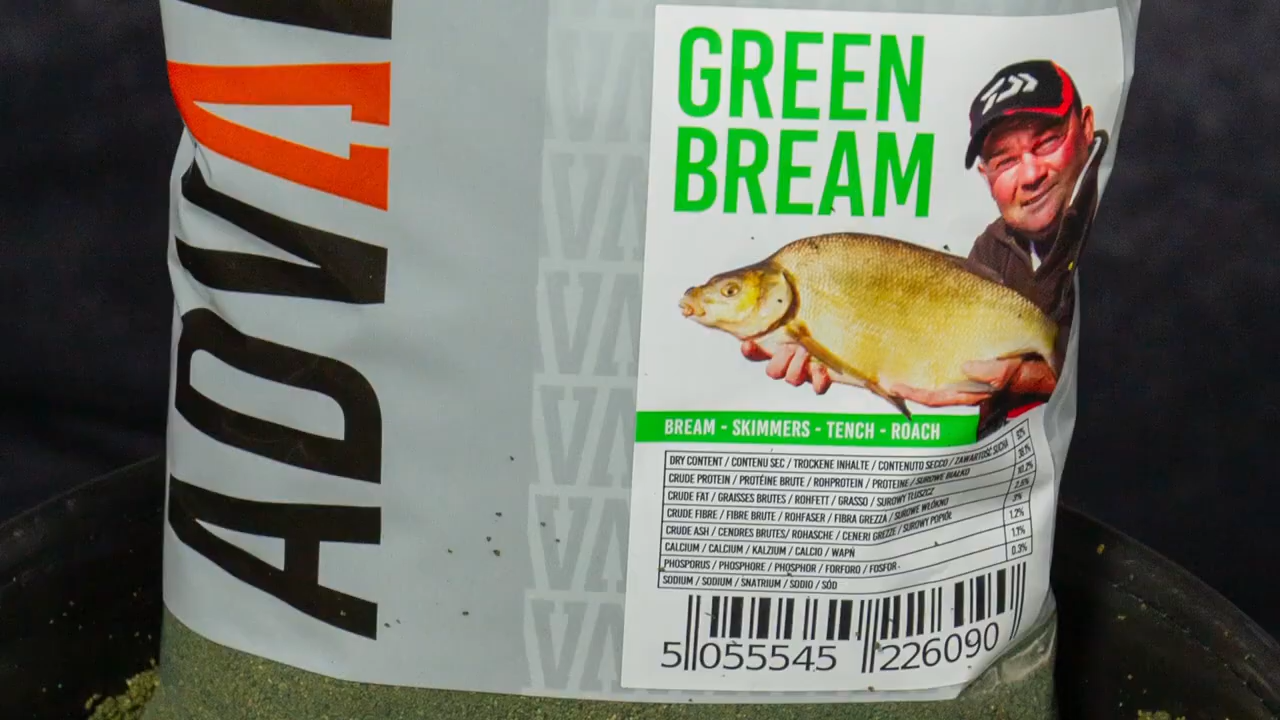 ADVA
GREEN
BREAM
BREAM - SKIMMERS - TENCH - ROACH
DRY CONTENT / CONTENU SEC / TROCKENE INHALTE / CONTENUTO SECCO / ZAWARTOŚĆ SUCHA
CRUDE PROTEIN / PROTÉINE BRUTE / ROHPROTEIN / PROTEINE / SUROWE BIAŁKO
CRUDE FAT / GRAISSES BRUTES / ROHFETT / GRASSO / SUROWY TŁUSZCZ
CRUDE FIBRE / FIBRE BRUTE / ROHFASER / FIBRA GREZZA / SUROWE WŁÓKNO
CRUDE ASH / CENDRES BRUTES/ ROHASCHE / CENERI GREZZE / SUROWY POPIÓŁ 1.2%
CALCIUM / CALCIUM / KALZIUM / CALCIO / WAPŃ 1.1%
PHOSPORUS / PHOSPHORE / PHOSPHOR / FORFORO / FOSFOR 0.3%
SODIUM / SODIUM / SNATRIUM / SODIO / SÓD
5 055545 226090